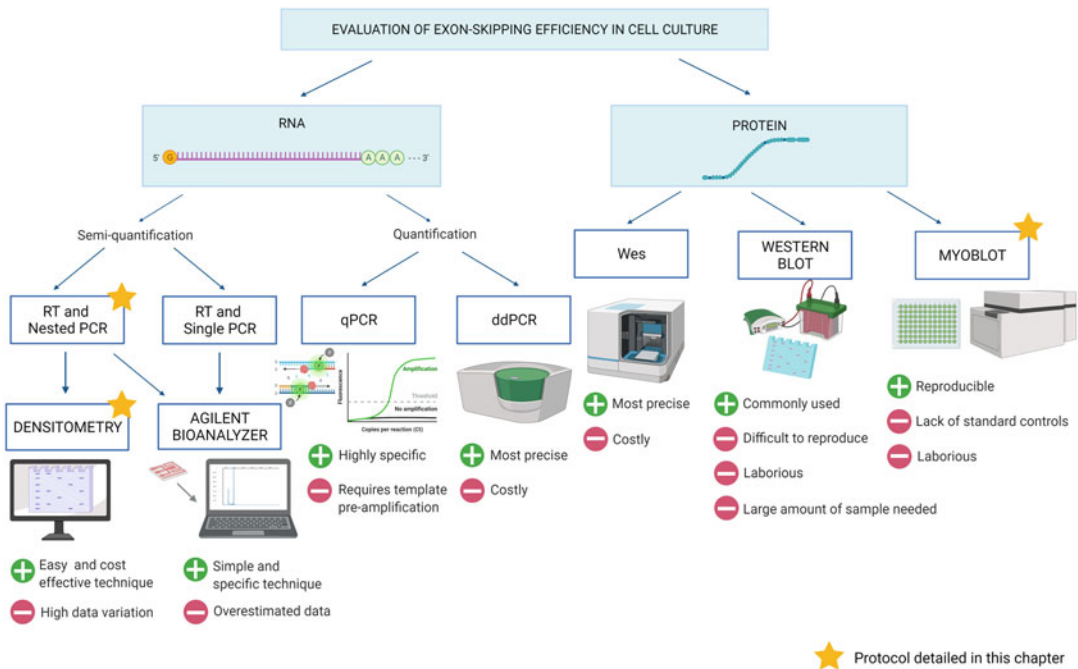 EVALUATION OF EXON-SKIPPING EFFICIENCY IN CELL CULTURE
RNA
5' G A A A --- 3'
PROTEIN
Semi-quantification
Quantification
Wes
WESTERN
BLOT
MYOBLOT
RT and
Nested PCR
RT and
Single PCR
qPCR
ddPCR
Fluorescence
Amplification
Threshold
No amplification
Copies per reaction (Ct)
DENSITOMETRY
AGILENT
BIOANALYZER
Highly specific
Requires template
pre-amplification
Most precise
Costly
Most precise
Costly
Commonly used
Difficult to reproduce
Laborious
Large amount of sample needed
Reproducible
Lack of standard controls
Laborious
Easy and cost
effective technique
High data variation
Simple and
specific technique
Overestimated data
Protocol detailed in this chapter